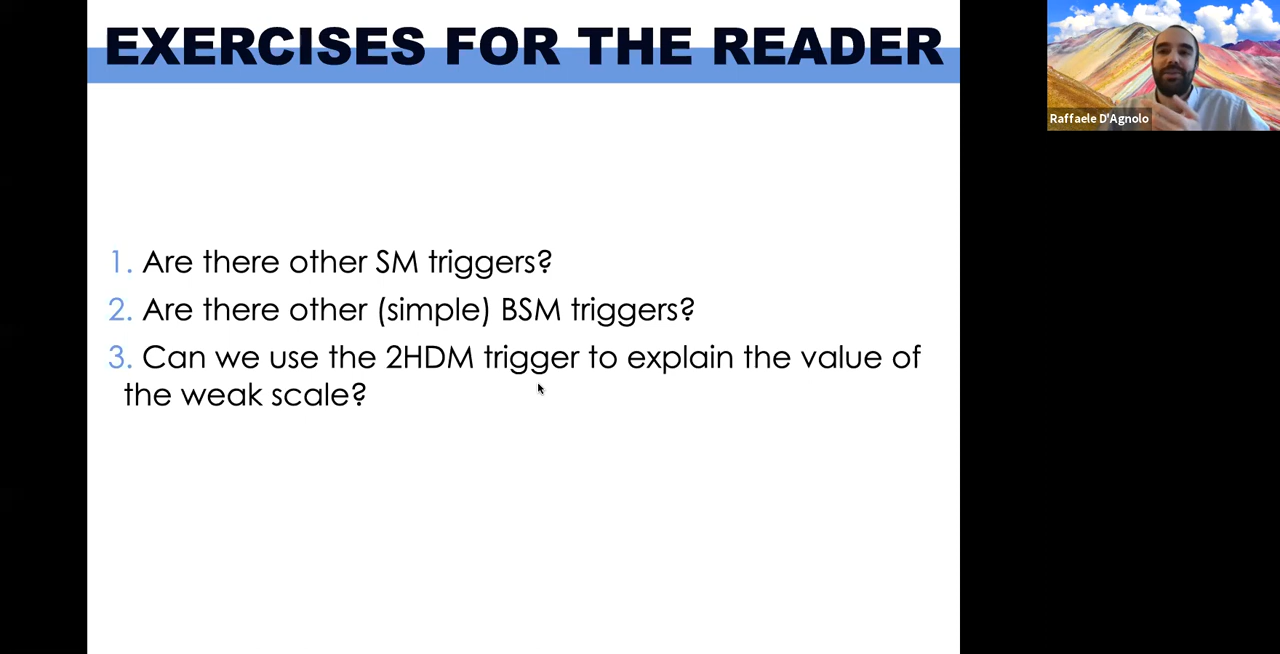 EXERCISES FOR THE READER
Raffaele D'Agnolo
1. Are there other SM triggers?
2. Are there other (simple) BSM triggers?
3. Can we use the 2HDM trigger to explain the value of
the weak scale?